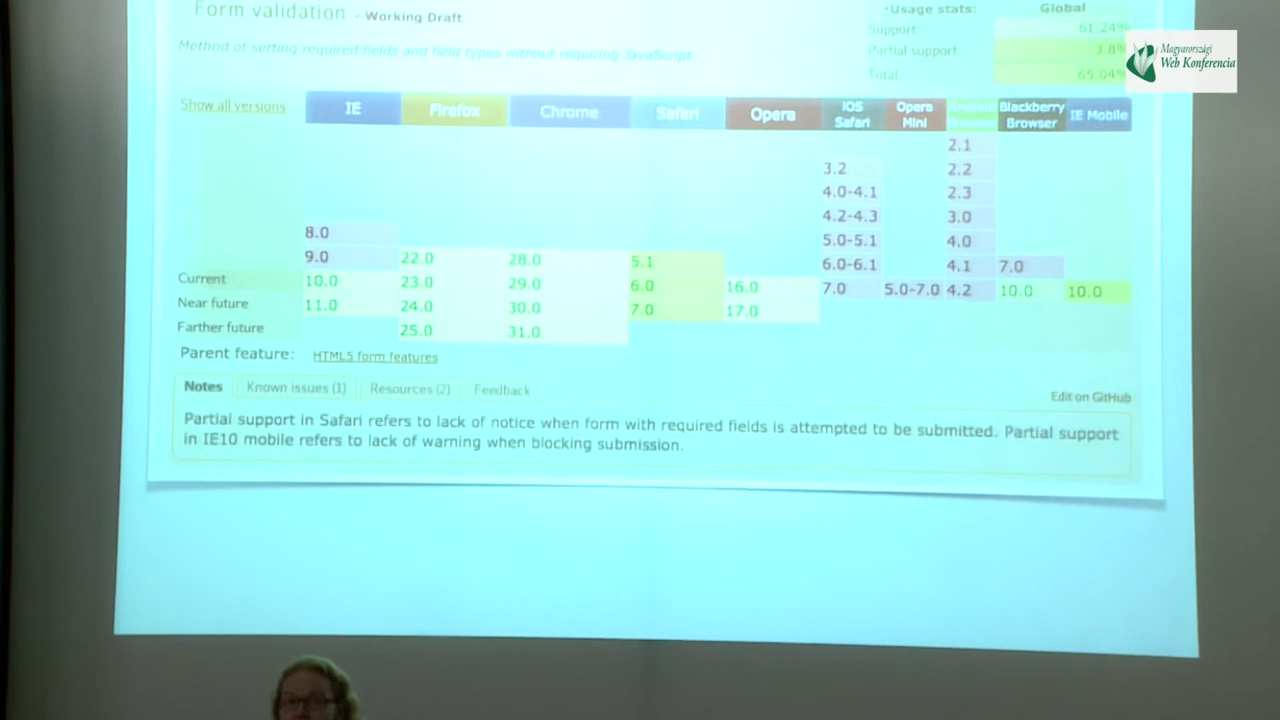 Form validation - Working Draft
Usage stats: Global
Support: 61.24%
Method of setting required fields and field types without requiring JavaScript
Partial support: 3.8%
Total: 65.04%
Magyarországi
Web Konferencia
Show all versions IE Firefox Chrome Safari Opera iOS Safari Opera Mini Android Browser Blackberry Browser IE Mobile
2.1
3.2 2.2
4.0-4.1 2.3
4.2-4.3 3.0
8.0 5.0-5.1 4.0
9.0 22.0 28.0 5.1 6.0-6.1 4.1 7.0
Current 10.0 23.0 29.0 6.0 16.0 7.0 5.0-7.0 4.2 10.0 10.0
Near future 11.0 24.0 30.0 7.0 17.0
Farther future 25.0 31.0
Parent feature: HTML5 form features
Notes Known issues (1) Resources (2) Feedback Edit on GitHub
Partial support in Safari refers to lack of notice when form with required fields is attempted to be submitted. Partial support
in IE10 mobile refers to lack of warning when blocking submission.